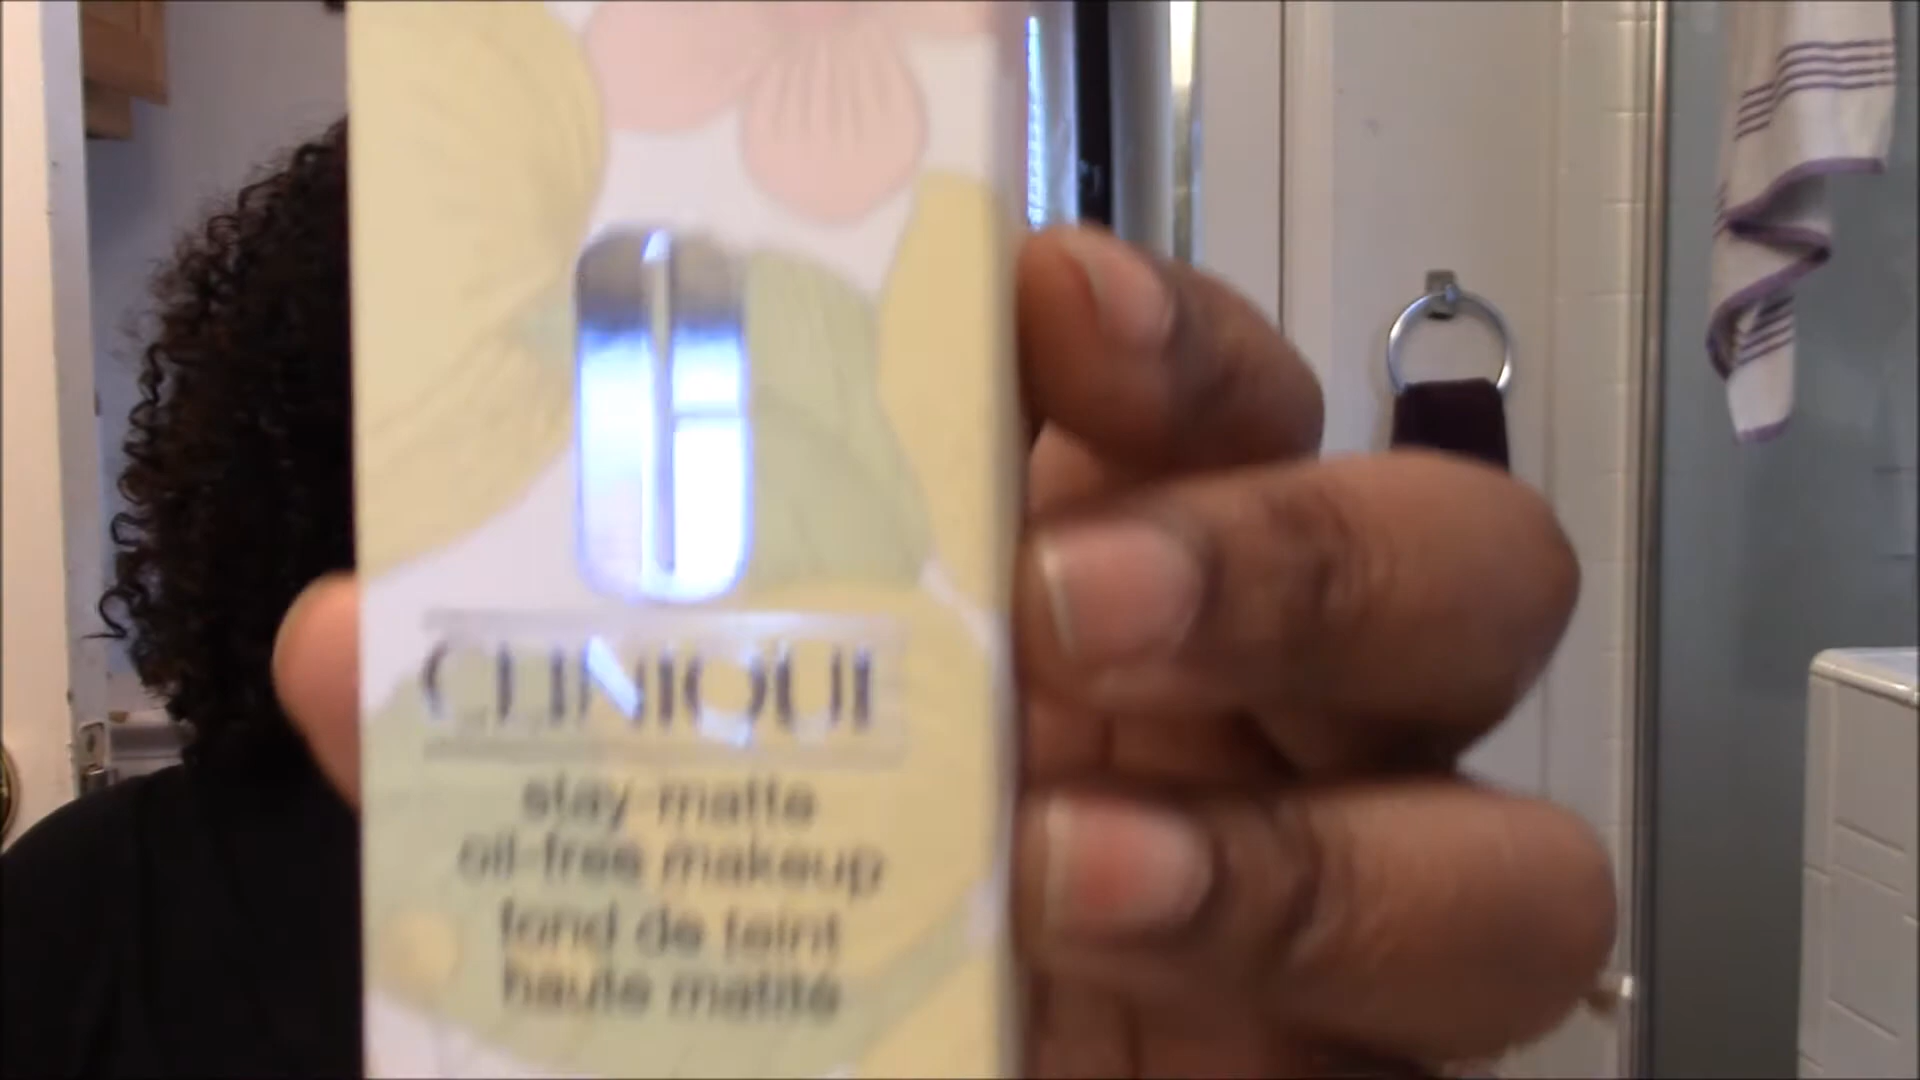 CLINIQUE
stay-matte
oil-free makeup
fond de teint
haute matité